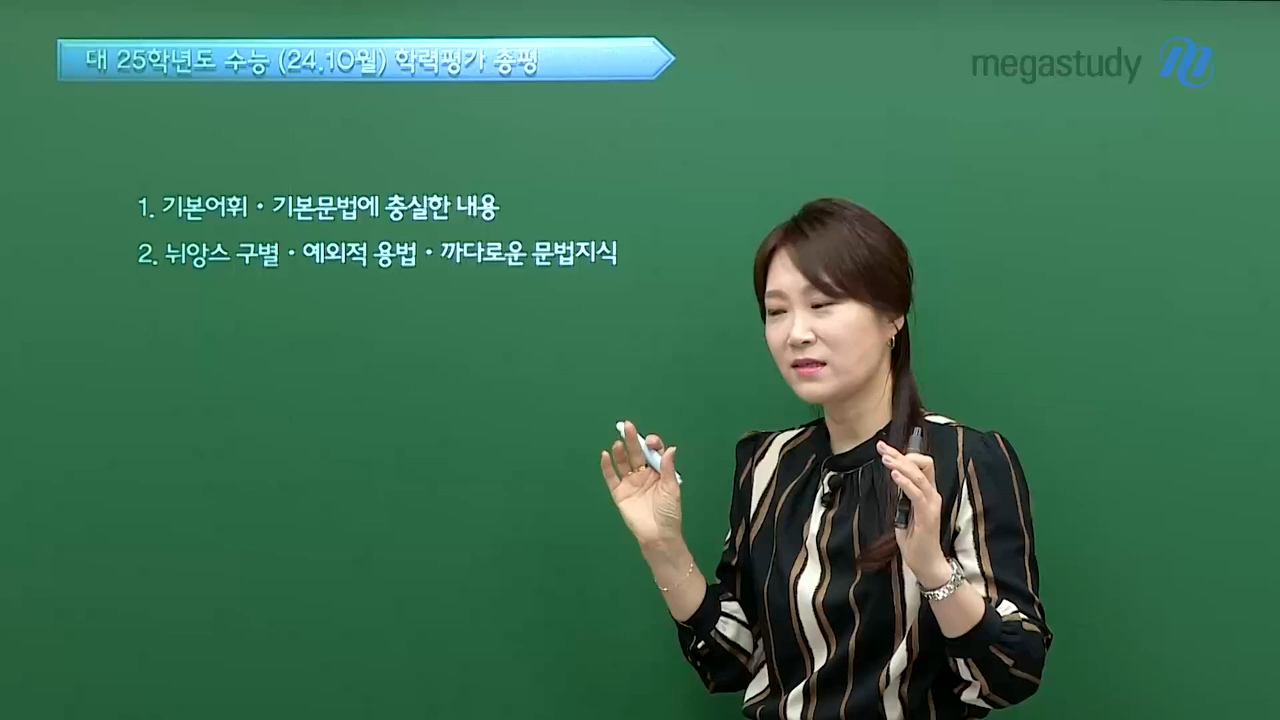 대 25학년도 수능 (24.10월) 학력평가 총평
megastudy
1. 기본어휘・기본문법에 충실한 내용
2. 뉘앙스 구별・예외적 용법・까다로운 문법지식